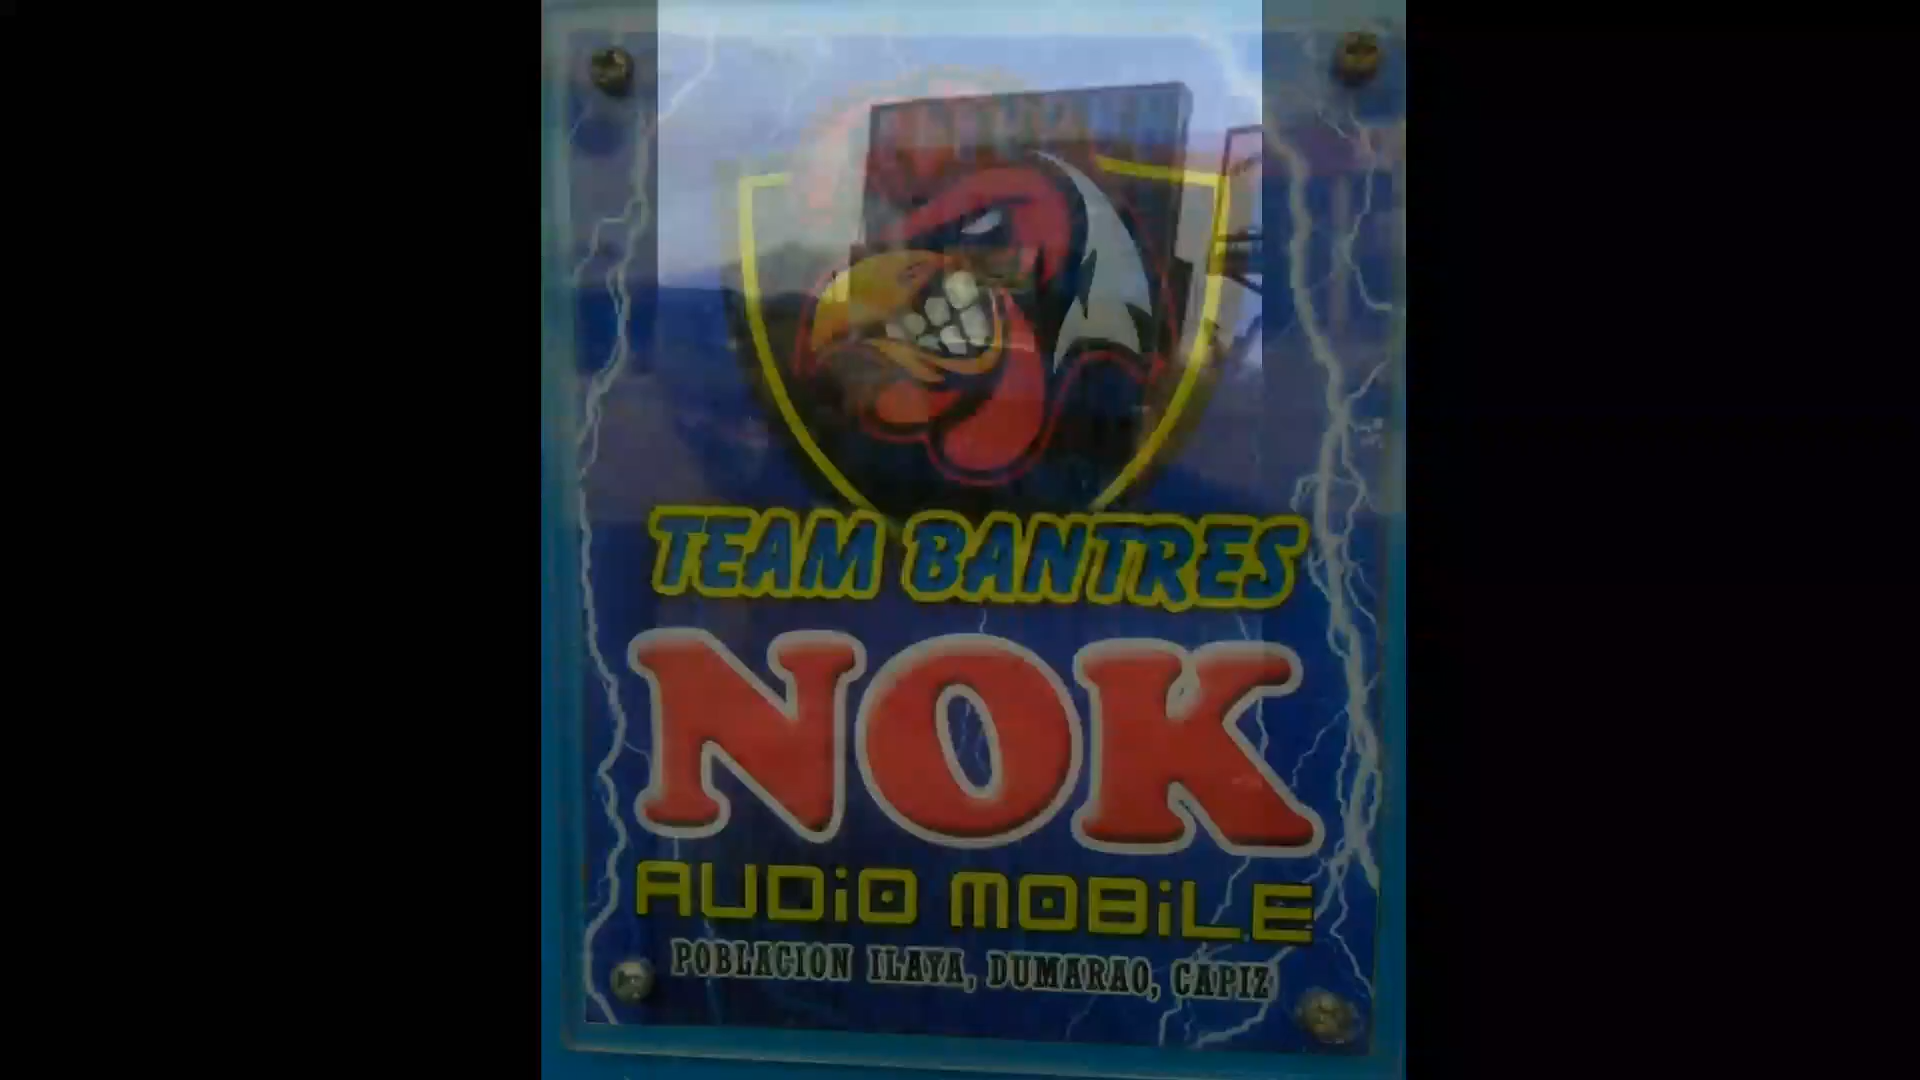 TEAM BANTRES
NOK
AUDiO MOBiLE
POBLACION ILAYA, DUMARAO, CAPIZ